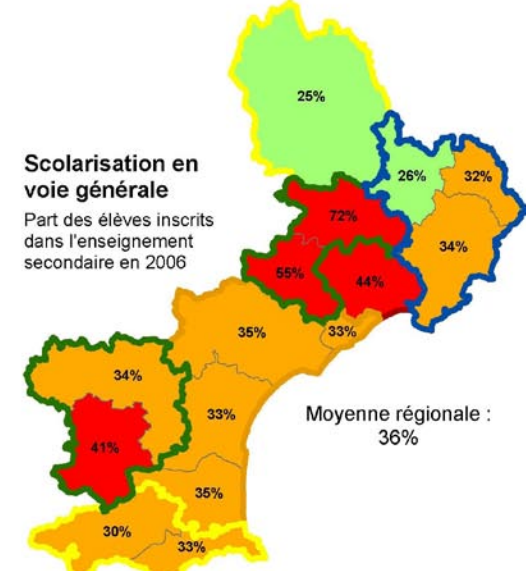 25%
Scolarisation en
voie générale
Part des élèves inscrits
dans l'enseignement
secondaire en 2006
26%
32%
72%
34%
55%
44%
35%
33%
34%
33%
Moyenne régionale :
36%
41%
35%
30%
33%